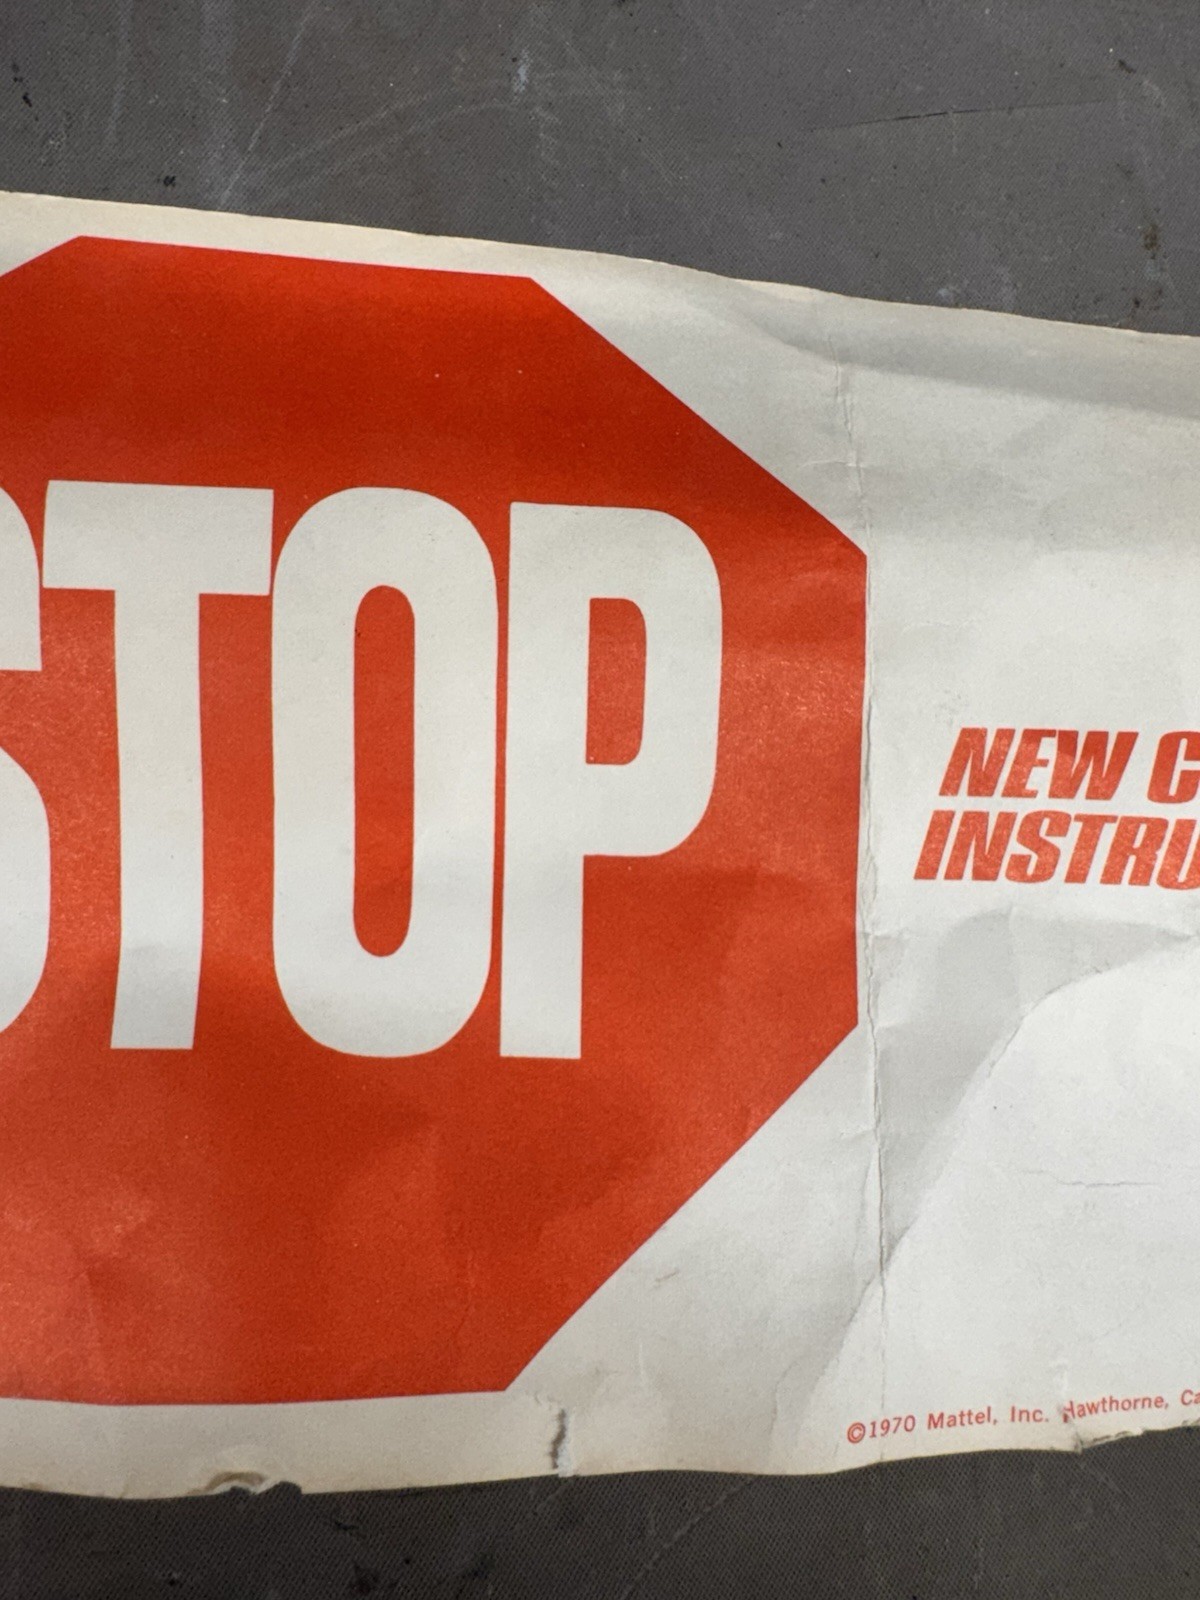 STOP
NEW C
INSTRU
©1970 Mattel, Inc. Hawthorne, Ca